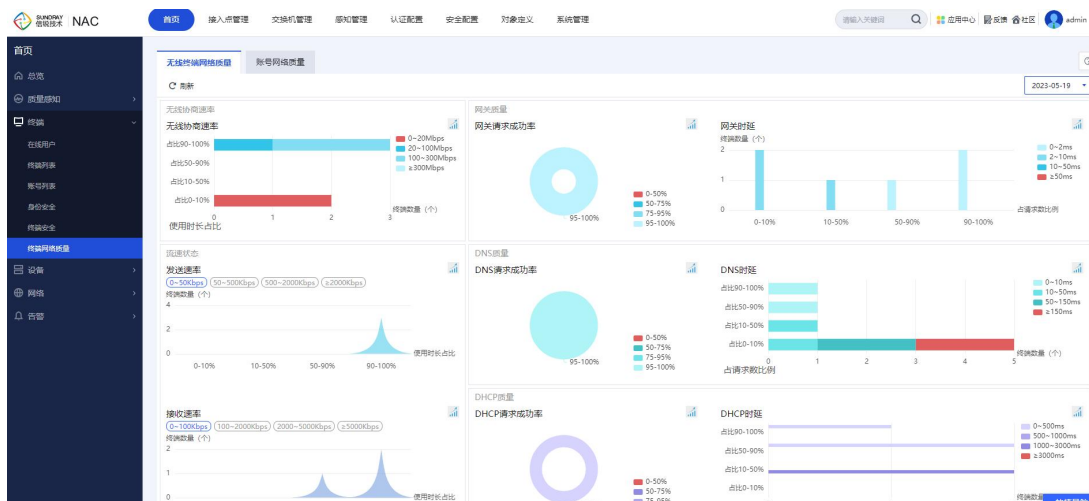 SUNDRAY
信锐技术 NAC
首页 接入点管理 交换机管理 感知管理 认证配置 安全配置 对象定义 系统管理
请输入关键词 应用中心 反馈 社区 admin
首页
总览
质量感知
终端
在线用户
终端列表
账号列表
身份安全
终端安全
终端网络质量
设备
网络
告警
无线终端网络质量 账号网络质量
刷新 2023-05-19
无线协商速率
无线协商速率
占比90-100%
占比50-90%
占比10-50%
占比0-10%
0 1 2 3
终端数量（个）
使用时长占比
0~20Mbps
20~100Mbps
100~300Mbps
≥300Mbps
网关质量
网关请求成功率
95-100%
0-50%
50-75%
75-95%
95-100%
网关时延
终端数量（个）
2
1
0
0-10% 10-50% 50-90% 90-100%
占请求数比例
0~2ms
2~10ms
10~50ms
≥50ms
流速状态
发送速率
0~50Kbps 50~500Kbps 500~2000Kbps ≥2000Kbps
终端数量（个）
4
2
0
0-10% 10-50% 50-90% 90-100%
使用时长占比
DNS质量
DNS请求成功率
95-100%
0-50%
50-75%
75-95%
95-100%
DNS时延
占比90-100%
占比50-90%
占比10-50%
占比0-10%
0 1 2 3 4 5
终端数量（个）
占请求数比例
0~10ms
10~50ms
50~150ms
≥150ms
接收速率
0~100Kbps 100~2000Kbps 2000~5000Kbps ≥5000Kbps
终端数量（个）
2
1
0
使用时长占比
DHCP质量
DHCP请求成功率
0-50%
50-75%
75-95%
DHCP时延
占比90-100%
占比50-90%
占比10-50%
占比0-10%
终端数量
0~500ms
500~1000ms
1000~3000ms
≥3000ms